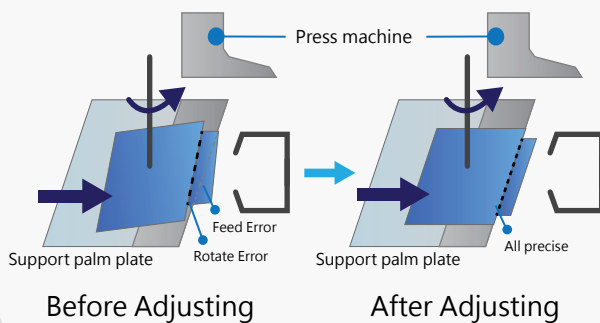 Press machine
Feed Error
Rotate Error
Support palm plate
All precise
Support palm plate
Before Adjusting
After Adjusting